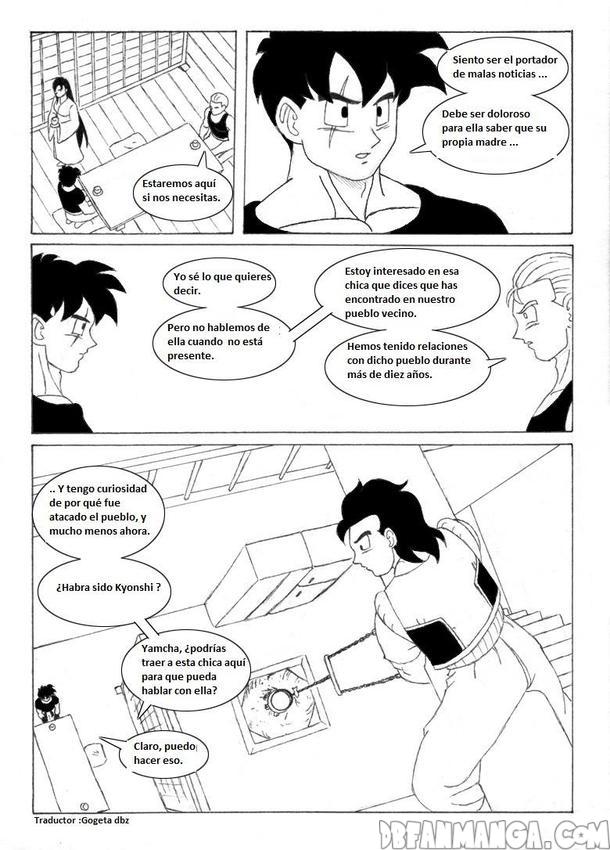 Estaremos aquí
si nos necesitas.
Siento ser el portador
de malas noticias ...
Debe ser doloroso
para ella saber que su
propia madre ...
Yo sé lo que quieres
decir.
Pero no hablemos de
ella cuando no está
presente.
Estoy interesado en esa
chica que dices que has
encontrado en nuestro
pueblo vecino.
Hemos tenido relaciones
con dicho pueblo durante
más de diez años.
.. Y tengo curiosidad
de por qué fue
atacado el pueblo, y
mucho menos ahora.
¿Habra sido Kyonshi ?
Yamcha, ¿podrías
traer a esta chica aquí
para que pueda
hablar con ella?
Claro, puedo
hacer eso.
Traductor :Gogeta dbz
DBFANMANGA.COM